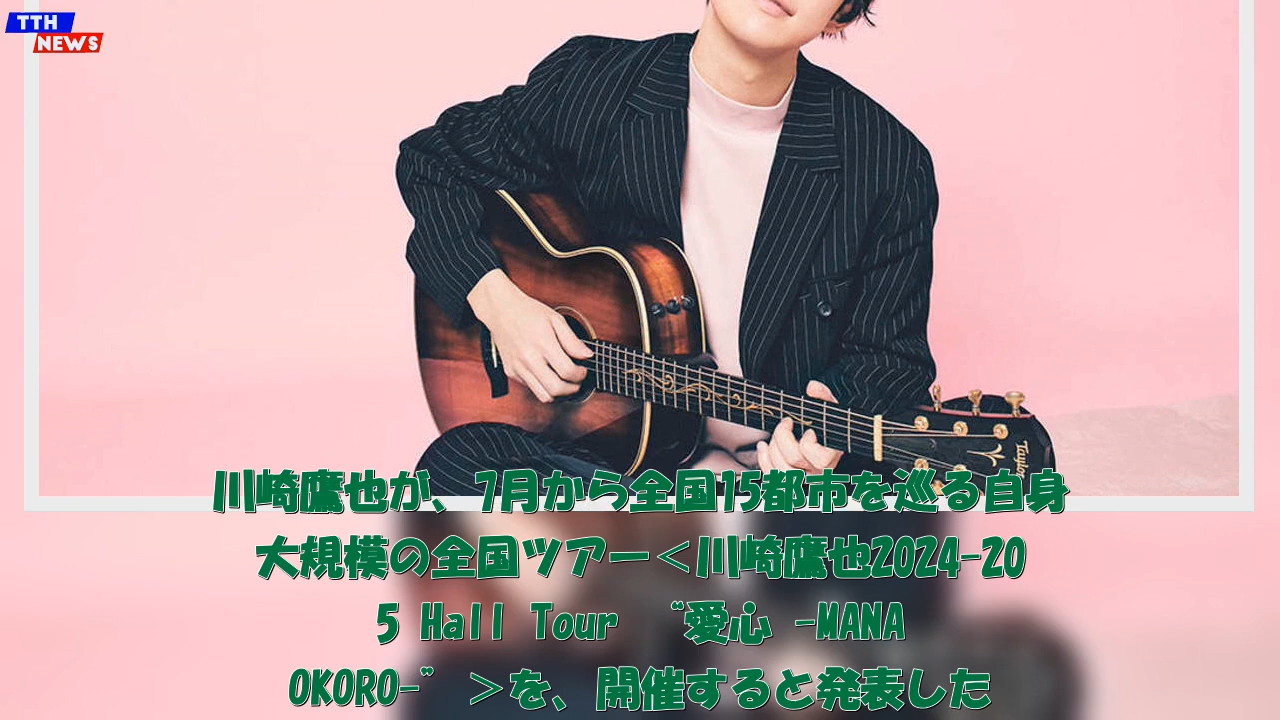 TTH
NEWS
Taylor
川崎鷹也が、7月から全国15都市を巡る自身
大規模の全国ツアー＜川崎鷹也2024-20
5 Hall Tour “愛心 -MANA
OKORO-”＞を、開催すると発表した